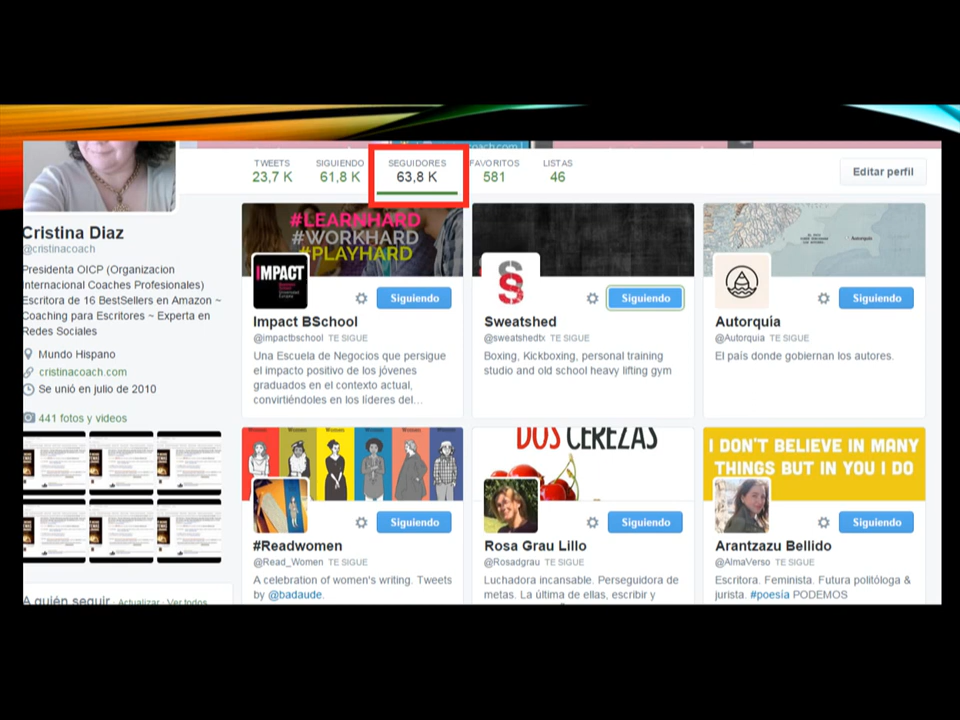 coach.com
TWEETS SIGUIENDO SEGUIDORES FAVORITOS LISTAS
23,7 K 61,8 K 63,8 K 581 46
Editar perfil
Cristina Diaz
@cristinacoach
Presidenta OICP (Organizacion
Internacional Coaches Profesionales)
Escritora de 16 BestSellers en Amazon ~
Coaching para Escritores ~ Experta en
Redes Sociales
Mundo Hispano
cristinacoach.com
Se unió en julio de 2010
441 fotos y videos
A quién seguir · Actualizar · Ver todos
#LEARNHARD
#WORKHARD
#PLAYHARD
IMPACT
Siguiendo
Impact BSchool
@impactbschool TE SIGUE
Una Escuela de Negocios que persigue
el impacto positivo de los jóvenes
graduados en el contexto actual,
convirtiéndoles en los líderes del...
Siguiendo
Sweatshed
@sweatshedtx TE SIGUE
Boxing, Kickboxing, personal training
studio and old school heavy lifting gym
Autorquía
Siguiendo
Autorquía
@Autorquia TE SIGUE
El país donde gobiernan los autores.
Siguiendo
#Readwomen
@Read_Women TE SIGUE
A celebration of women's writing. Tweets
by @badaude.
DOS CEREZAS
Siguiendo
Rosa Grau Lillo
@Rosadgrau TE SIGUE
Luchadora incansable. Perseguidora de
metas. La última de ellas, escribir y
I DON'T BELIEVE IN MANY
THINGS BUT IN YOU I DO
Siguiendo
Arantzazu Bellido
@AlmaVerso TE SIGUE
Escritora. Feminista. Futura politóloga &
jurista. #poesía PODEMOS